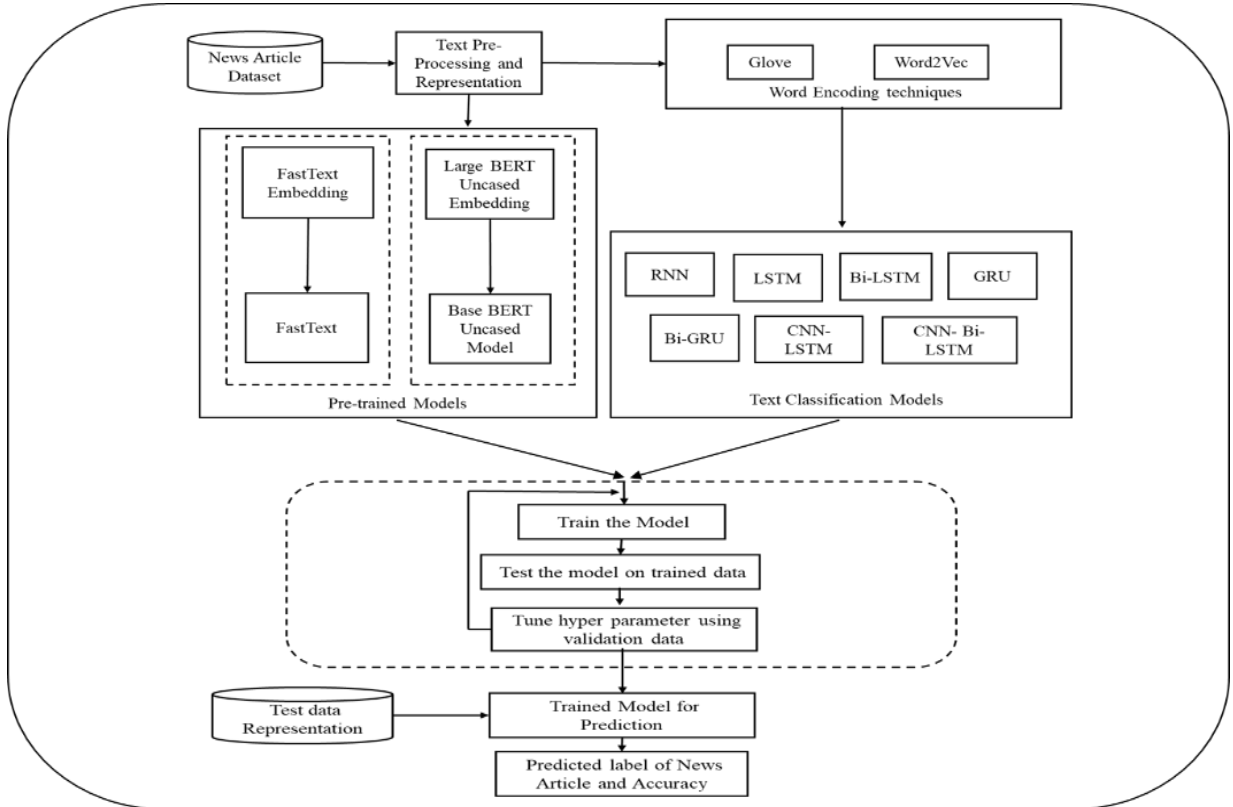 News Article
Dataset
Text Pre-
Processing and
Representation
Glove
Word2Vec
Word Encoding techniques
FastText
Embedding
Large BERT
Uncased
Embedding
FastText
Base BERT
Uncased
Model
Pre-trained Models
RNN
LSTM
Bi-LSTM
GRU
Bi-GRU
CNN-
LSTM
CNN- Bi-
LSTM
Text Classification Models
Train the Model
Test the model on trained data
Tune hyper parameter using
validation data
Test data
Representation
Trained Model for
Prediction
Predicted label of News
Article and Accuracy